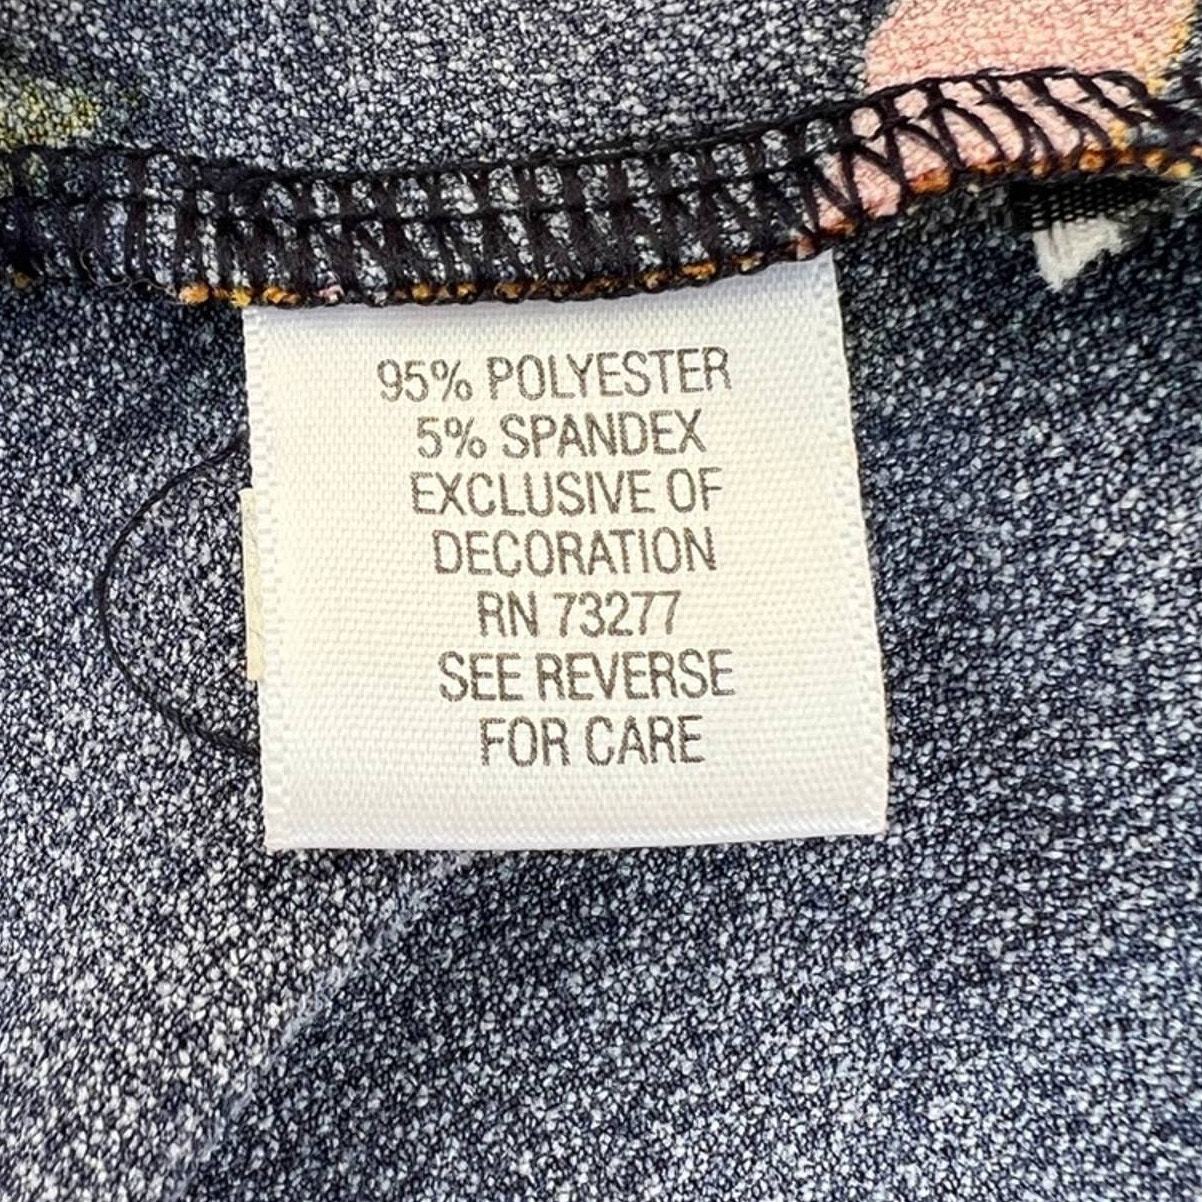 95% POLYESTER
5% SPANDEX
EXCLUSIVE OF
DECORATION
RN 73277
SEE REVERSE
FOR CARE